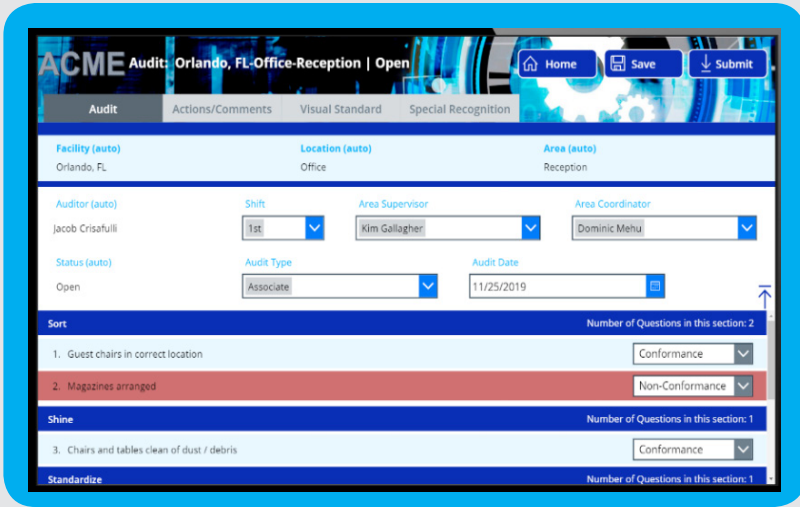 ACME Audit: Orlando, FL-Office-Reception | Open
Home Save Submit
Audit Actions/Comments Visual Standard Special Recognition
Facility (auto) Location (auto) Area (auto)
Orlando, FL Office Reception
Auditor (auto) Shift Area Supervisor Area Coordinator
Jacob Crisafulli 1st Kim Gallagher Dominic Mehu
Status (auto) Audit Type Audit Date
Open Associate 11/25/2019
Sort Number of Questions in this section: 2
1. Guest chairs in correct location Conformance
2. Magazines arranged Non-Conformance
Shine Number of Questions in this section: 1
3. Chairs and tables clean of dust / debris Conformance
Standardize Number of Questions in this section: 1